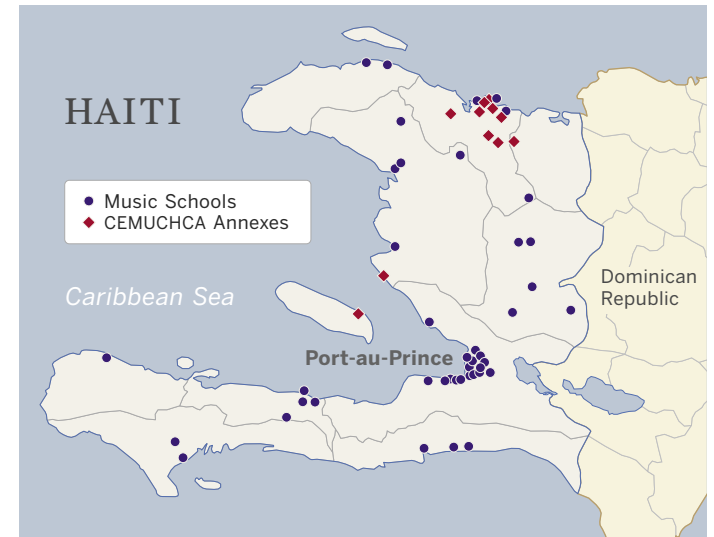 HAITI
Music Schools
CEMUCHCA Annexes
Caribbean Sea
Dominican
Republic
Port-au-Prince